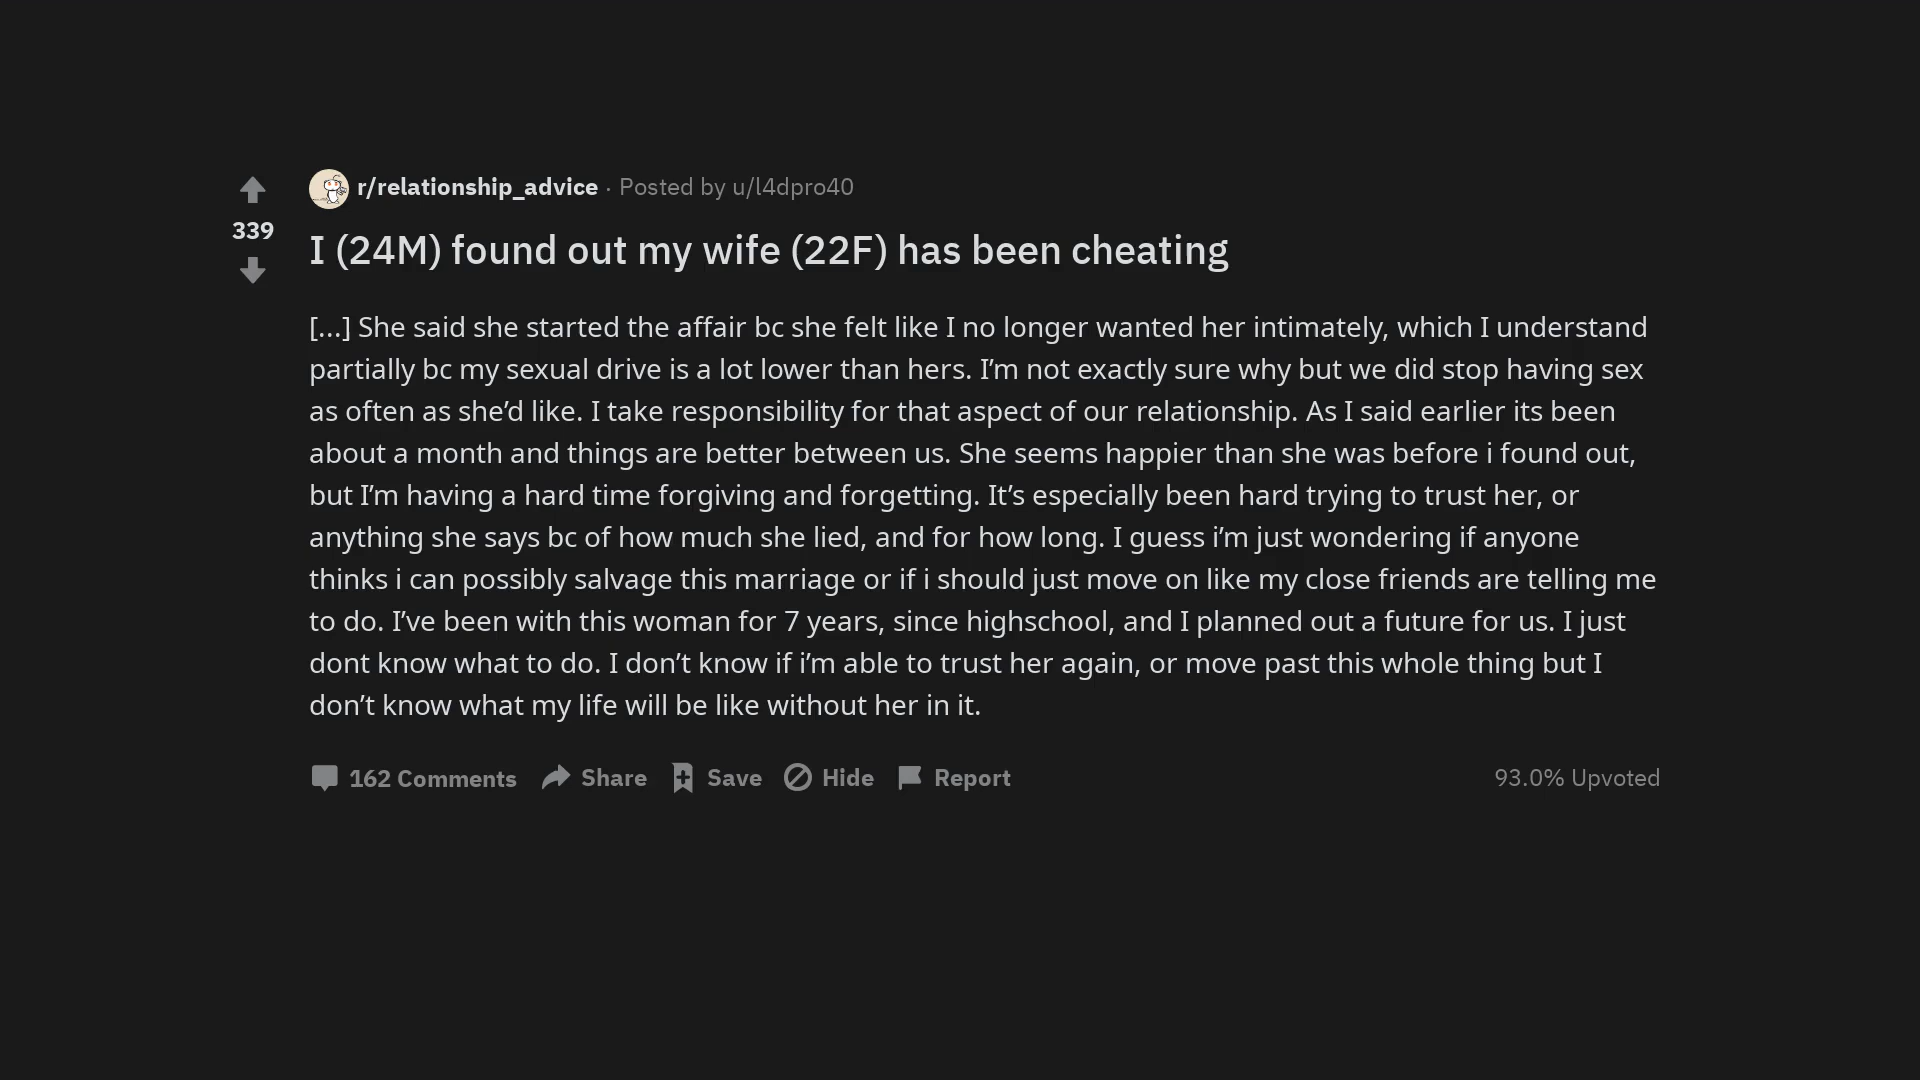 r/relationship_advice · Posted by u/l4dpro40
339
I (24M) found out my wife (22F) has been cheating
[...] She said she started the affair bc she felt like I no longer wanted her intimately, which I understand
partially bc my sexual drive is a lot lower than hers. I’m not exactly sure why but we did stop having sex
as often as she’d like. I take responsibility for that aspect of our relationship. As I said earlier its been
about a month and things are better between us. She seems happier than she was before i found out,
but I’m having a hard time forgiving and forgetting. It’s especially been hard trying to trust her, or
anything she says bc of how much she lied, and for how long. I guess i’m just wondering if anyone
thinks i can possibly salvage this marriage or if i should just move on like my close friends are telling me
to do. I’ve been with this woman for 7 years, since highschool, and I planned out a future for us. I just
dont know what to do. I don’t know if i’m able to trust her again, or move past this whole thing but I
don’t know what my life will be like without her in it.
162 Comments Share Save Hide Report 93.0% Upvoted